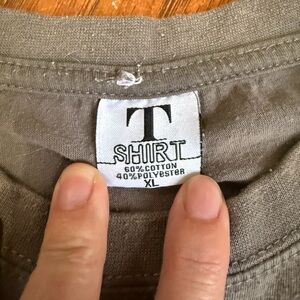 T
SHIRT
60% COTTON
40% POLYESTER
XL